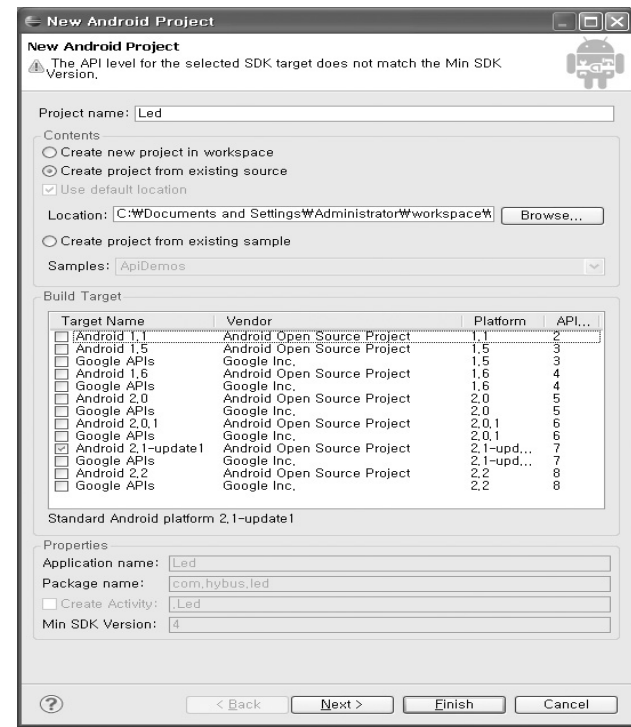 New Android Project
New Android Project
The API level for the selected SDK target does not match the Min SDK
Version.
Project name: Led
Contents
Create new project in workspace
Create project from existing source
Use default location
Location: C:₩Documents and Settings₩Administrator₩workspace₩ Browse...
Create project from existing sample
Samples: ApiDemos
Build Target
Target Name Vendor Platform API...
Android 1.1 Android Open Source Project 1.1 2
Android 1.5 Android Open Source Project 1.5 3
Google APIs Google Inc. 1.5 3
Android 1.6 Android Open Source Project 1.6 4
Google APIs Google Inc. 1.6 4
Android 2.0 Android Open Source Project 2.0 5
Google APIs Google Inc. 2.0 5
Android 2.0.1 Android Open Source Project 2.0.1 6
Google APIs Google Inc. 2.0.1 6
Android 2.1-update1 Android Open Source Project 2.1-upd... 7
Google APIs Google Inc. 2.1-upd... 7
Android 2.2 Android Open Source Project 2.2 8
Google APIs Google Inc. 2.2 8
Standard Android platform 2.1-update1
Properties
Application name: Led
Package name: com.hybus.led
Create Activity: .Led
Min SDK Version: 4
? < Back Next > Finish Cancel